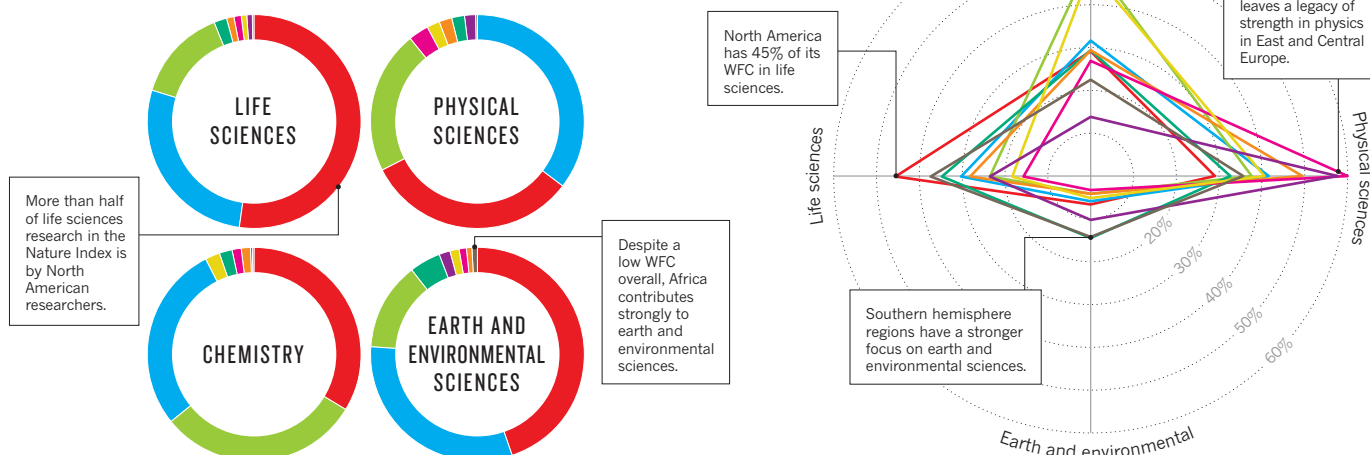 LIFE
SCIENCES
PHYSICAL
SCIENCES
More than half
of life sciences
research in the
Nature Index is
by North
American
researchers.
CHEMISTRY
EARTH AND
ENVIRONMENTAL
SCIENCES
Despite a
low WFC
overall, Africa
contributes
strongly to
earth and
environmental
sciences.
North America
has 45% of its
WFC in life
sciences.
leaves a legacy of
strength in physics
in East and Central
Europe.
Life sciences
Physical sciences
20%
30%
40%
50%
60%
Southern hemisphere
regions have a stronger
focus on earth and
environmental sciences.
Earth and environmental